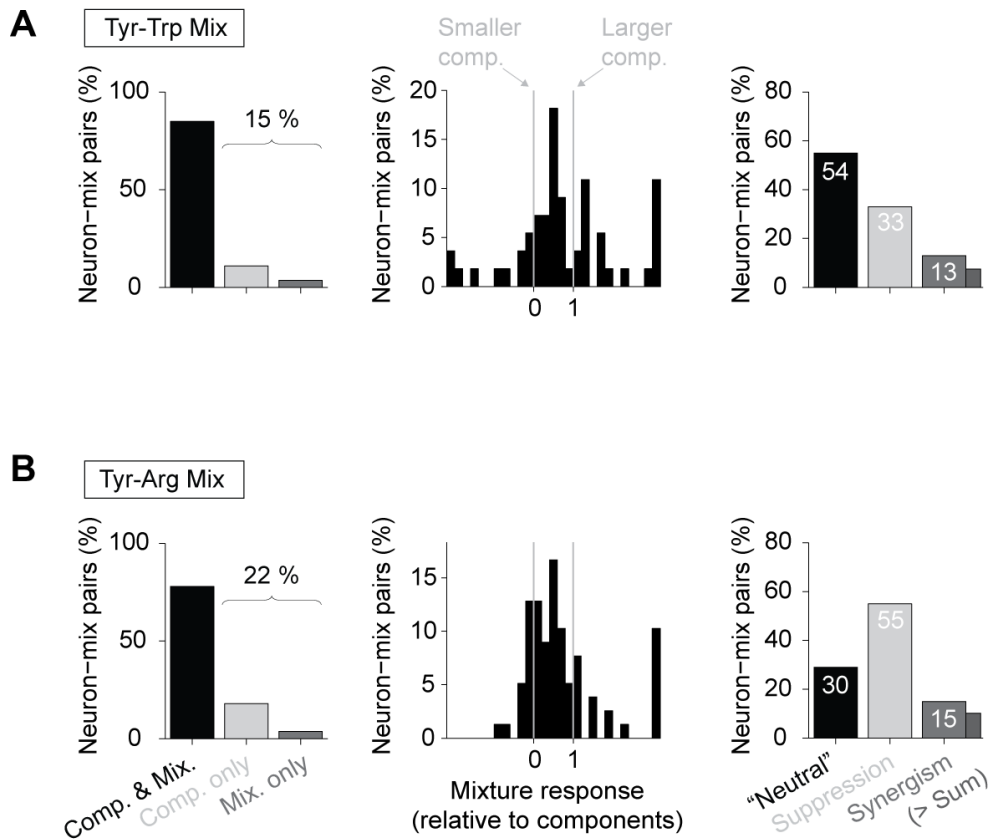 A
Tyr-Trp Mix
Neuron−mix pairs (%)
100
50
0
15 %
Smaller
comp.
Larger
comp.
Neuron−mix pairs (%)
20
15
10
5
0
0 1
Neuron−mix pairs (%)
80
60
40
20
0
54
33
13
B
Tyr-Arg Mix
Neuron−mix pairs (%)
100
50
0
22 %
Comp. & Mix.
Comp. only
Mix. only
Neuron−mix pairs (%)
15
10
5
0
0 1
Mixture response
(relative to components)
Neuron−mix pairs (%)
80
60
40
20
0
30
55
15
“Neutral”
Suppression
Synergism
(> Sum)